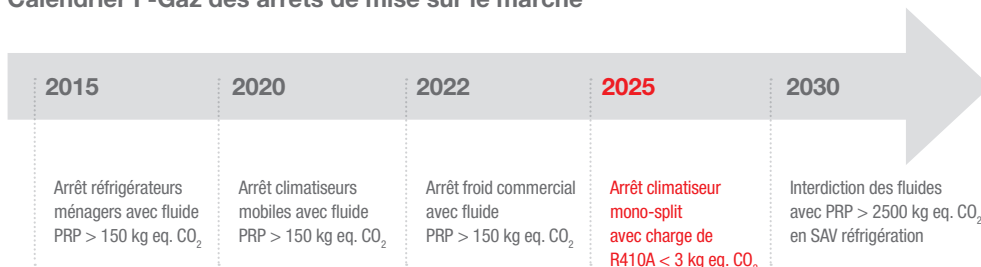 Calendrier F-Gaz des arrêts de mise sur le marché
2015
2020
2022
2025
2030
Arrêt réfrigérateurs
ménagers avec fluide
PRP > 150 kg eq. CO₂
Arrêt climatiseurs
mobiles avec fluide
PRP > 150 kg eq. CO₂
Arrêt froid commercial
avec fluide
PRP > 150 kg eq. CO₂
Arrêt climatiseur
mono-split
avec charge de
R410A < 3 kg eq. CO₂
Interdiction des fluides
avec PRP > 2500 kg eq. CO₂
en SAV réfrigération